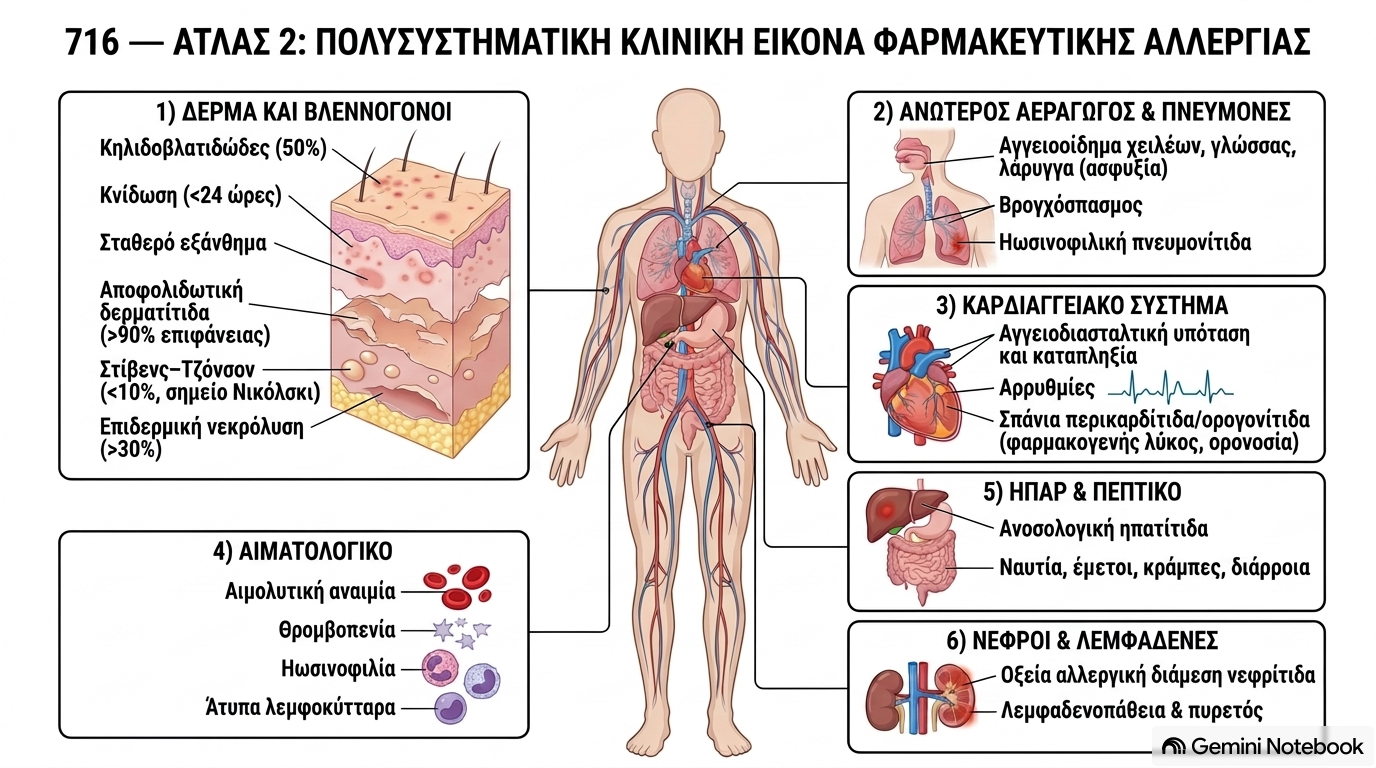 716 — ΑΤΛΑΣ 2: ΠΟΛΥΣΥΣΤΗΜΑΤΙΚΗ ΚΛΙΝΙΚΗ ΕΙΚΟΝΑ ΦΑΡΜΑΚΕΥΤΙΚΗΣ ΑΛΛΕΡΓΙΑΣ
1) ΔΕΡΜΑ ΚΑΙ ΒΛΕΝΝΟΓΟΝΟΙ
Κηλιδοβλατιδώδες (50%)
Κνίδωση (<24 ώρες)
Σταθερό εξάνθημα
Αποφολιδωτική
δερματίτιδα
(>90% επιφάνειας)
Στίβενς–Τζόνσον
(<10%, σημείο Νικόλσκι)
Επιδερμική νεκρόλυση
(>30%)
2) ΑΝΩΤΕΡΟΣ ΑΕΡΑΓΩΓΟΣ & ΠΝΕΥΜΟΝΕΣ
Αγγειοοίδημα χειλέων, γλώσσας,
λάρυγγα (ασφυξία)
Βρογχόσπασμος
Ηωσινοφιλική πνευμονίτιδα
3) ΚΑΡΔΙΑΓΓΕΙΑΚΟ ΣΥΣΤΗΜΑ
Αγγειοδιασταλτική υπόταση
και καταπληξία
Αρρυθμίες
Σπάνια περικαρδίτιδα/ορογονίτιδα
(φαρμακογενής λύκος, ορονοσία)
4) ΑΙΜΑΤΟΛΟΓΙΚΟ
Αιμολυτική αναιμία
Θρομβοπενία
Ηωσινοφιλία
Άτυπα λεμφοκύτταρα
5) ΗΠΑΡ & ΠΕΠΤΙΚΟ
Ανοσολογική ηπατίτιδα
Ναυτία, έμετοι, κράμπες, διάρροια
6) ΝΕΦΡΟΙ & ΛΕΜΦΑΔΕΝΕΣ
Οξεία αλλεργική διάμεση νεφρίτιδα
Λεμφαδενοπάθεια & πυρετός
Gemini Notebook